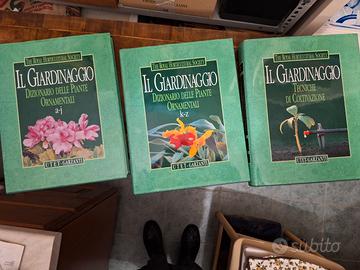 The Royal Horticultural Society
Il Giardinaggio
Dizionario delle Piante
Ornamentali
a-j
UTET-GARZANTI
The Royal Horticultural Society
Il Giardinaggio
Dizionario delle Piante
Ornamentali
k-z
UTET-GARZANTI
The Royal Horticultural Society
Il Giardinaggio
Tecniche
di Coltivazione
UTET-GARZANTI
subito